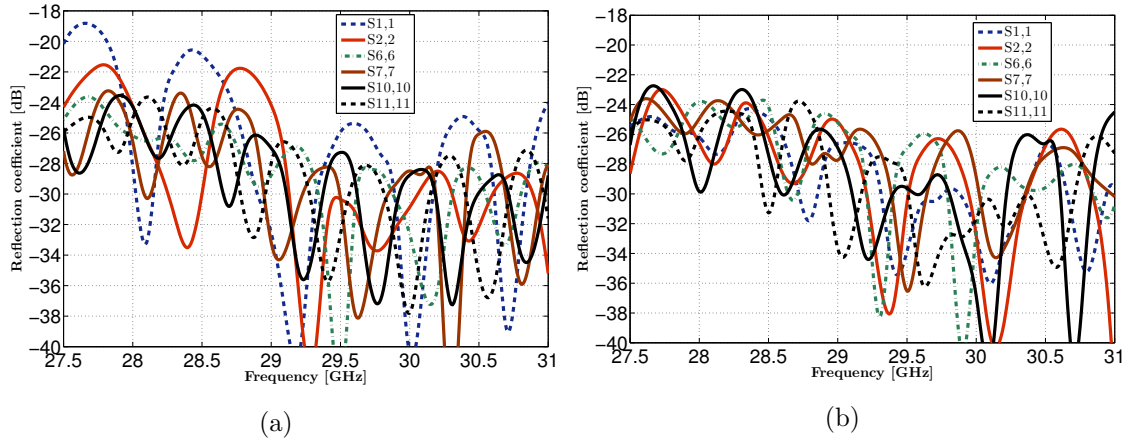 −18
−20
−22
−24
−26
−28
−30
−32
−34
−36
−38
−40
27.5 28 28.5 29 29.5 30 30.5 31
Reflection coefficient [dB]
Frequency [GHz]
S1,1
S2,2
S6,6
S7,7
S10,10
S11,11
(a)
−18
−20
−22
−24
−26
−28
−30
−32
−34
−36
−38
−40
27.5 28 28.5 29 29.5 30 30.5 31
Reflection coefficient [dB]
Frequency [GHz]
S1,1
S2,2
S6,6
S7,7
S10,10
S11,11
(b)